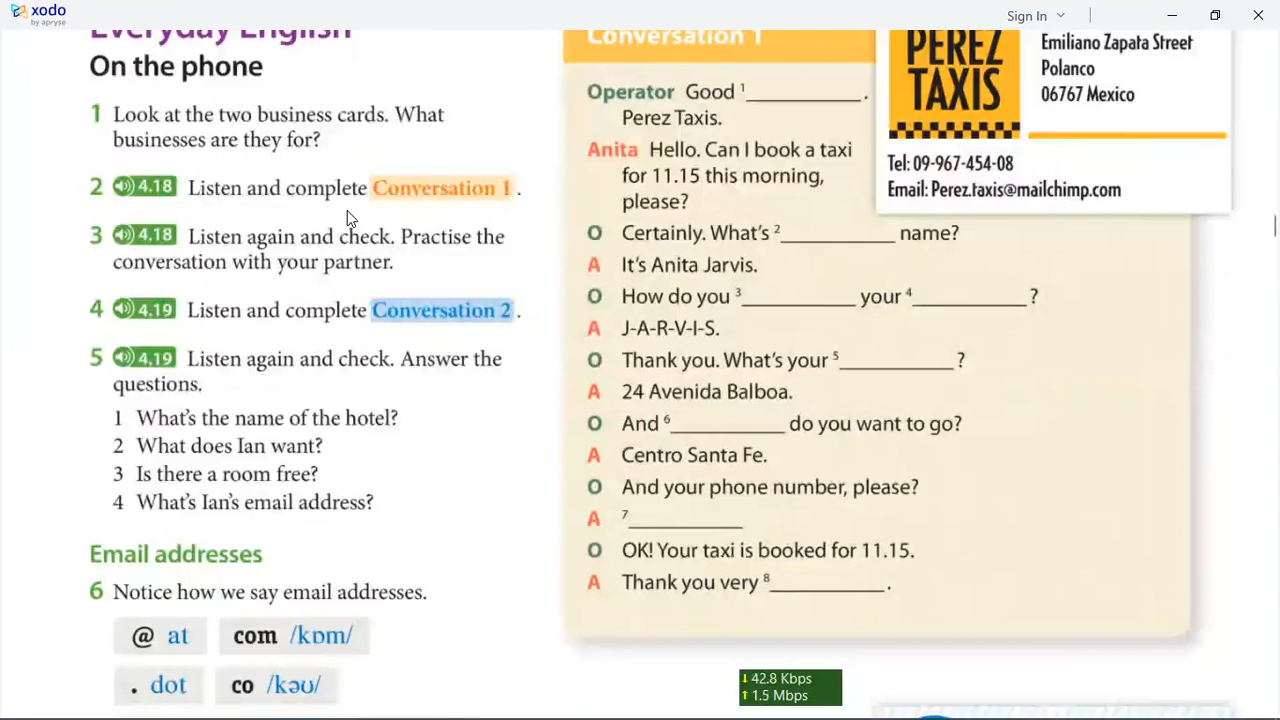 xodo
by apryse
Sign In
Everyday English
On the phone
1 Look at the two business cards. What
businesses are they for?
2 4.18 Listen and complete Conversation 1 .
3 4.18 Listen again and check. Practise the
conversation with your partner.
4 4.19 Listen and complete Conversation 2 .
5 4.19 Listen again and check. Answer the
questions.
1 What's the name of the hotel?
2 What does Ian want?
3 Is there a room free?
4 What's Ian's email address?
Email addresses
6 Notice how we say email addresses.
@ at com /kɒm/
. dot co /kəʊ/
Conversation 1
Operator Good 1__________ .
Perez Taxis.
Anita Hello. Can I book a taxi
for 11.15 this morning,
please?
O Certainly. What's 2__________ name?
A It's Anita Jarvis.
O How do you 3__________ your 4__________ ?
A J-A-R-V-I-S.
O Thank you. What's your 5__________ ?
A 24 Avenida Balboa.
O And 6__________ do you want to go?
A Centro Santa Fe.
O And your phone number, please?
A 7__________
O OK! Your taxi is booked for 11.15.
A Thank you very 8__________ .
PEREZ
TAXIS
Emiliano Zapata Street
Polanco
06767 Mexico
Tel: 09-967-454-08
Email: Perez.taxis@mailchimp.com
↓ 42.8 Kbps
↑ 1.5 Mbps